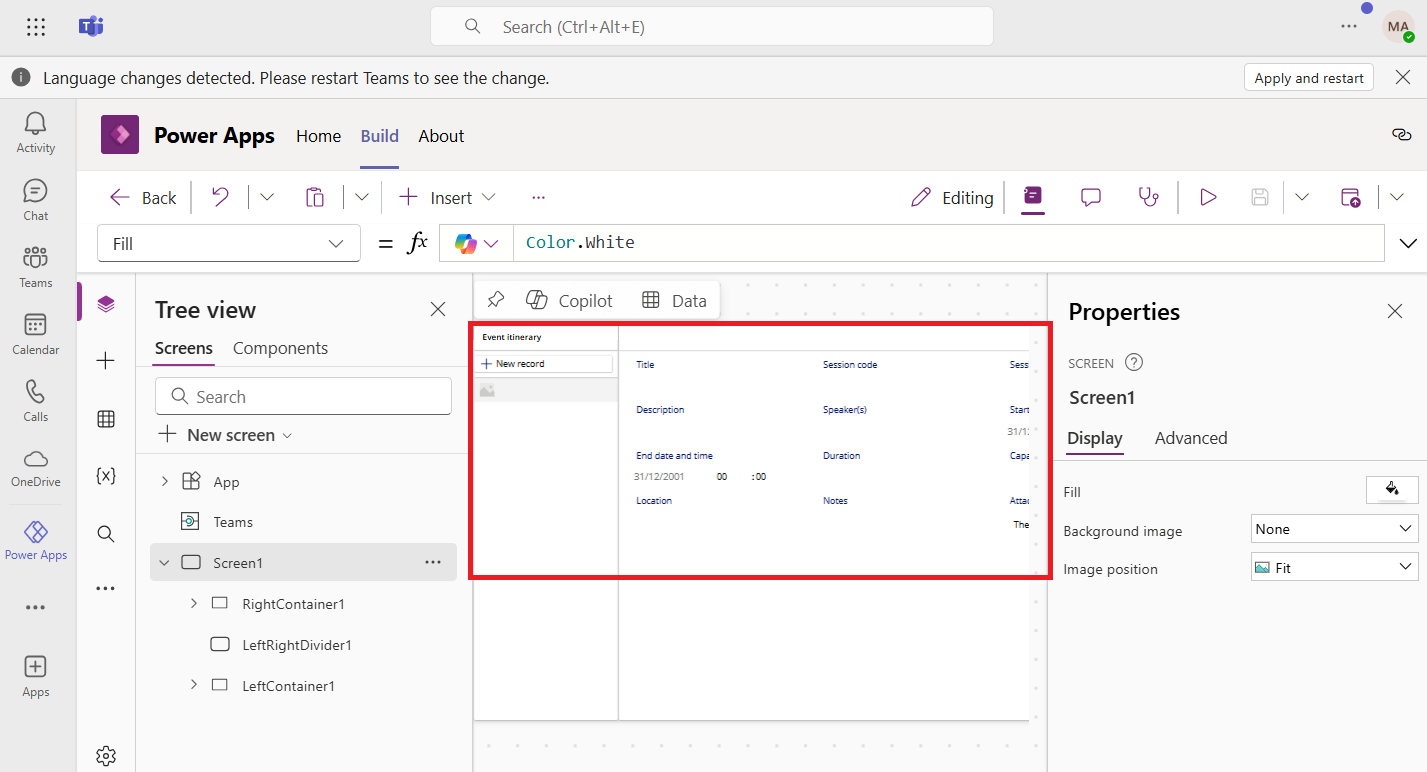 Search (Ctrl+Alt+E)
MA
Language changes detected. Please restart Teams to see the change.
Apply and restart
Activity
Chat
Teams
Calendar
Calls
OneDrive
Power Apps
Apps
Power Apps
Home
Build
About
Back
Insert
Editing
Fill
= fx
Color.White
Tree view
Screens
Components
Search
New screen
App
Teams
Screen1
RightContainer1
LeftRightDivider1
LeftContainer1
Copilot
Data
Event itinerary
New record
Title
Session code
Sess
Description
Speaker(s)
Start
31/12
End date and time
Duration
Capa
31/12/2001 00 :00
Location
Notes
Attac
The
Properties
SCREEN
Screen1
Display
Advanced
Fill
Background image
None
Image position
Fit